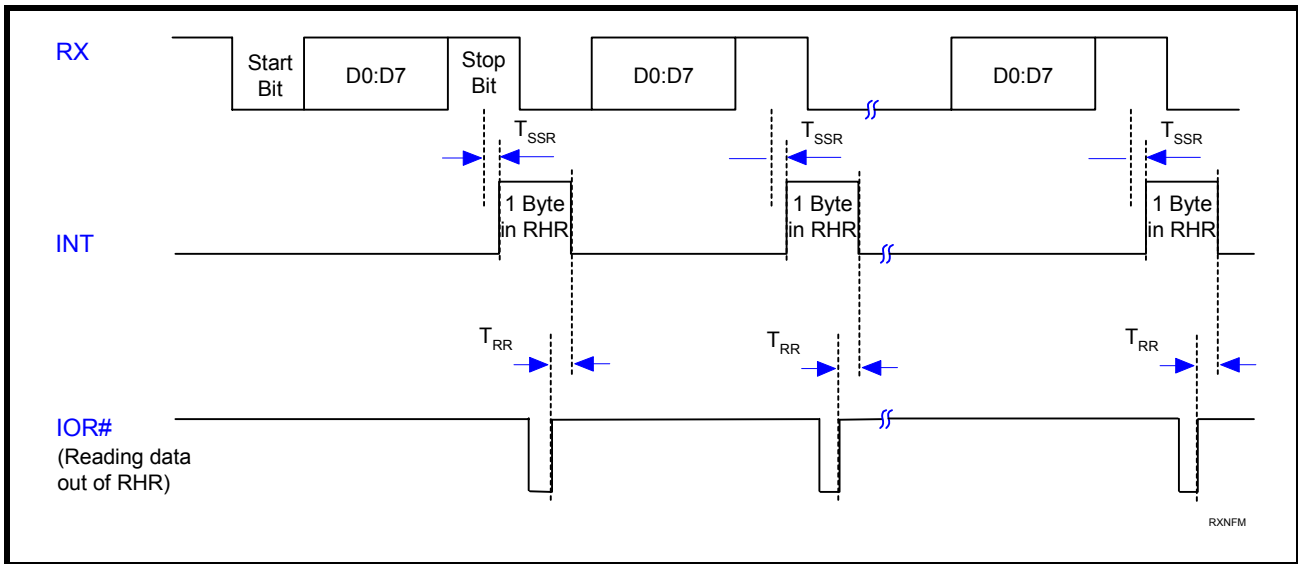 RX
Start
Bit
D0:D7
Stop
Bit
D0:D7
D0:D7
TSSR
TSSR
TSSR
INT
1 Byte
in RHR
1 Byte
in RHR
1 Byte
in RHR
TRR
TRR
TRR
IOR#
(Reading data
out of RHR)
RXNFM